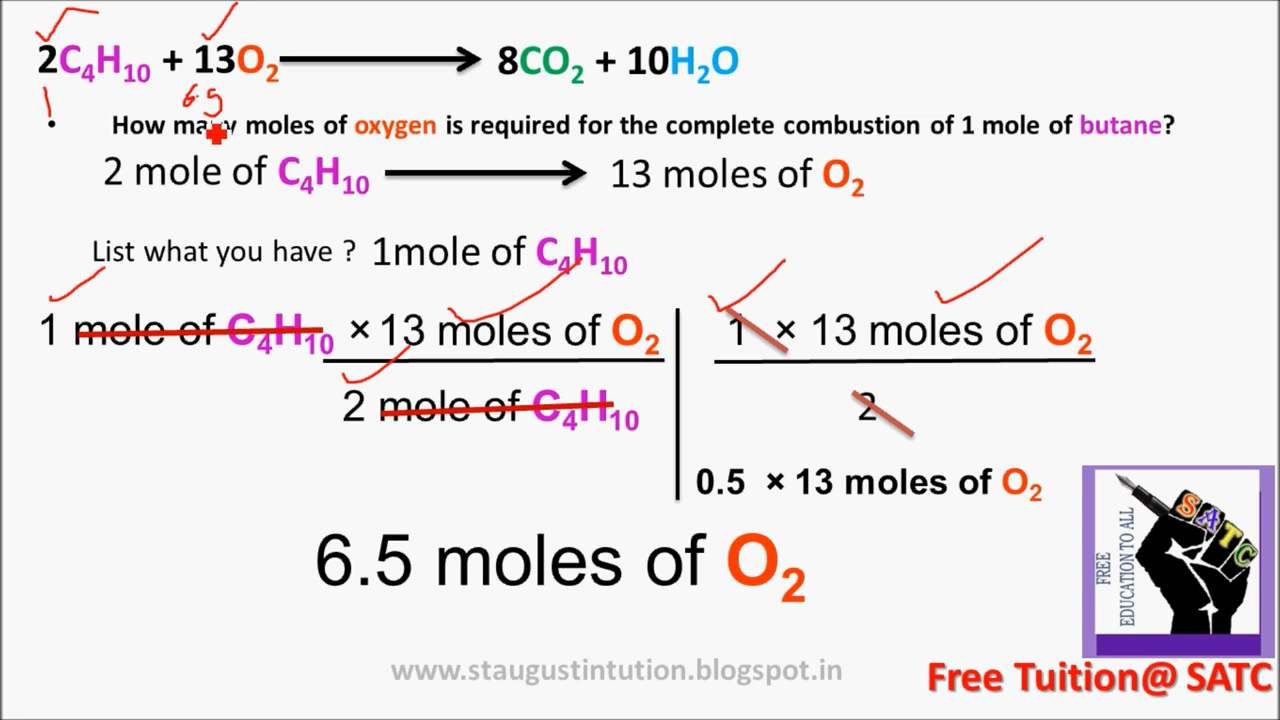 2C₄H₁₀ + 13O₂ ⟶ 8CO₂ + 10H₂O
1 6.5
• How many moles of oxygen is required for the complete combustion of 1 mole of butane?
2 mole of C₄H₁₀ ⟶ 13 moles of O₂
List what you have ? 1mole of C₄H₁₀
1 mole of C₄H₁₀ × 13 moles of O₂
2 mole of C₄H₁₀
1 × 13 moles of O₂
2
0.5 × 13 moles of O₂
6.5 moles of O₂
FREE
EDUCATION TO ALL
SATC
www.staugustintution.blogspot.in
Free Tuition@ SATC